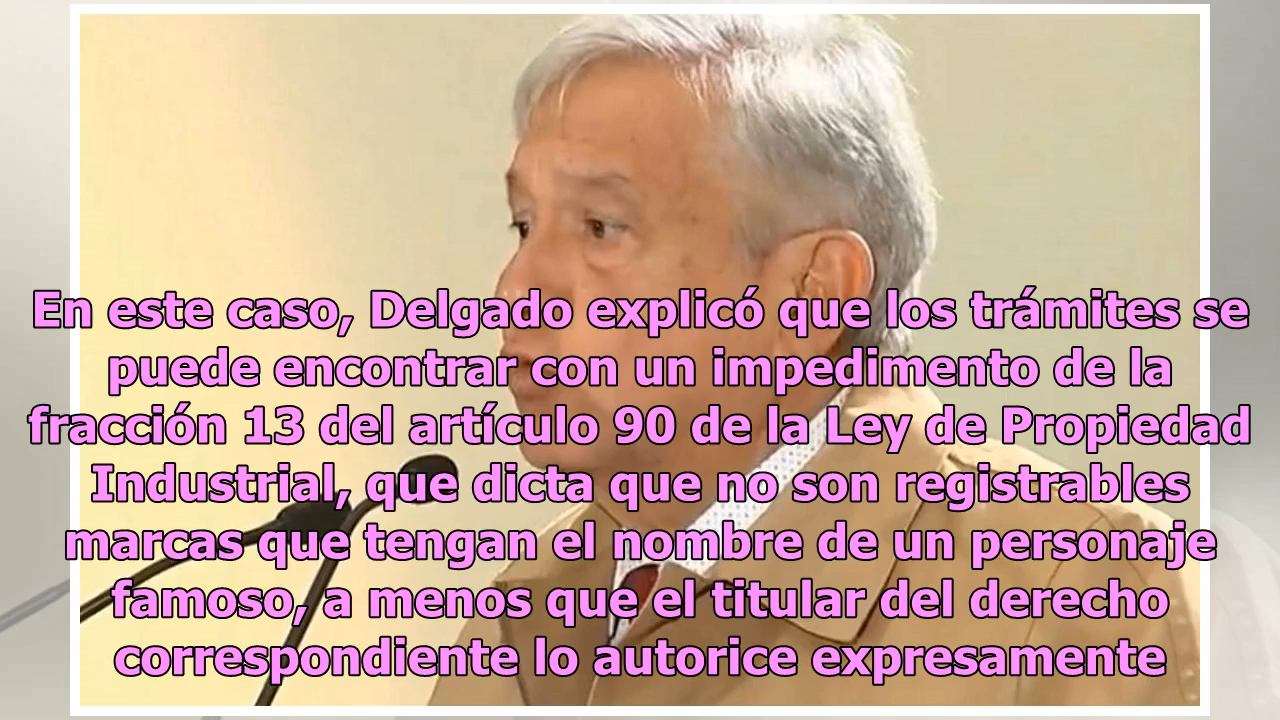 En este caso, Delgado explicó que los trámites se
puede encontrar con un impedimento de la
fracción 13 del artículo 90 de la Ley de Propiedad
Industrial, que dicta que no son registrables
marcas que tengan el nombre de un personaje
famoso, a menos que el titular del derecho
correspondiente lo autorice expresamente